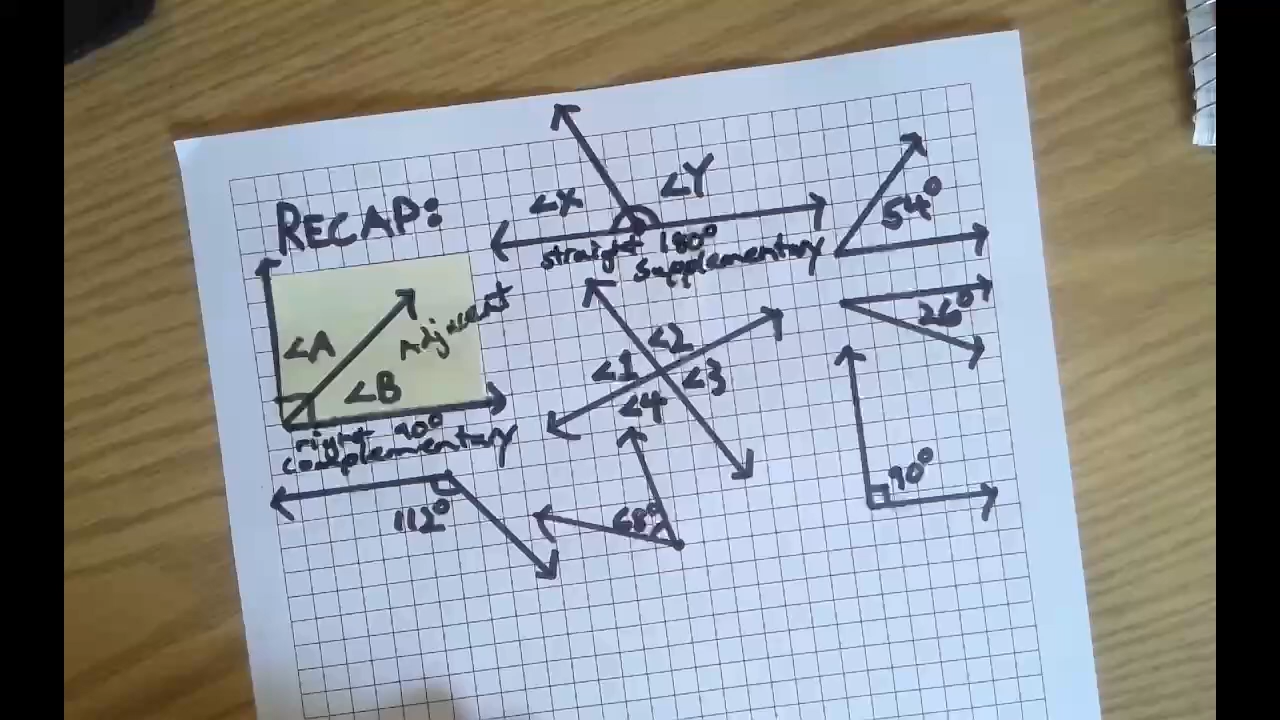 RECAP:
∠X
∠Y
straight 180°
supplementary
54°
∠A
adjacent
∠B
right 90°
complementary
∠1
∠2
∠3
∠4
26°
90°
112°
68°